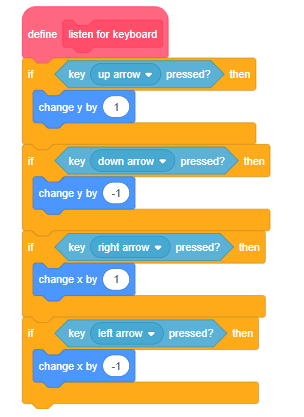 define listen for keyboard
if key up arrow pressed? then
change y by 1
if key down arrow pressed? then
change y by -1
if key right arrow pressed? then
change x by 1
if key left arrow pressed? then
change x by -1